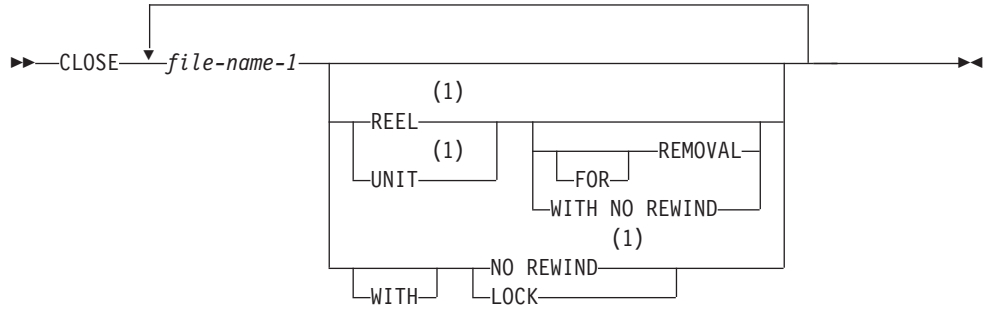 CLOSE file-name-1
(1)
REEL
(1)
REMOVAL
UNIT
FOR
WITH NO REWIND
(1)
NO REWIND
WITH
LOCK